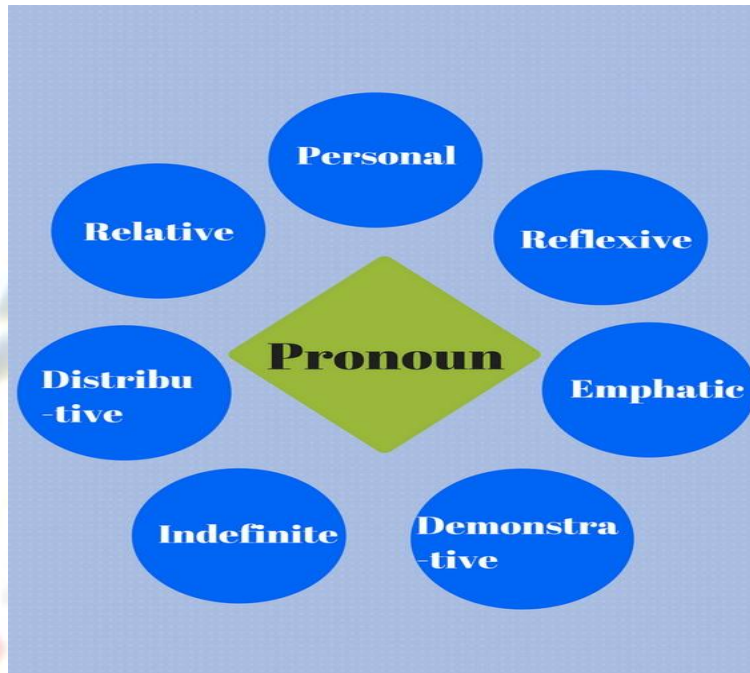 Personal
Relative
Reflexive
Pronoun
Distribu
-tive
Emphatic
Indefinite
Demonstra
-tive